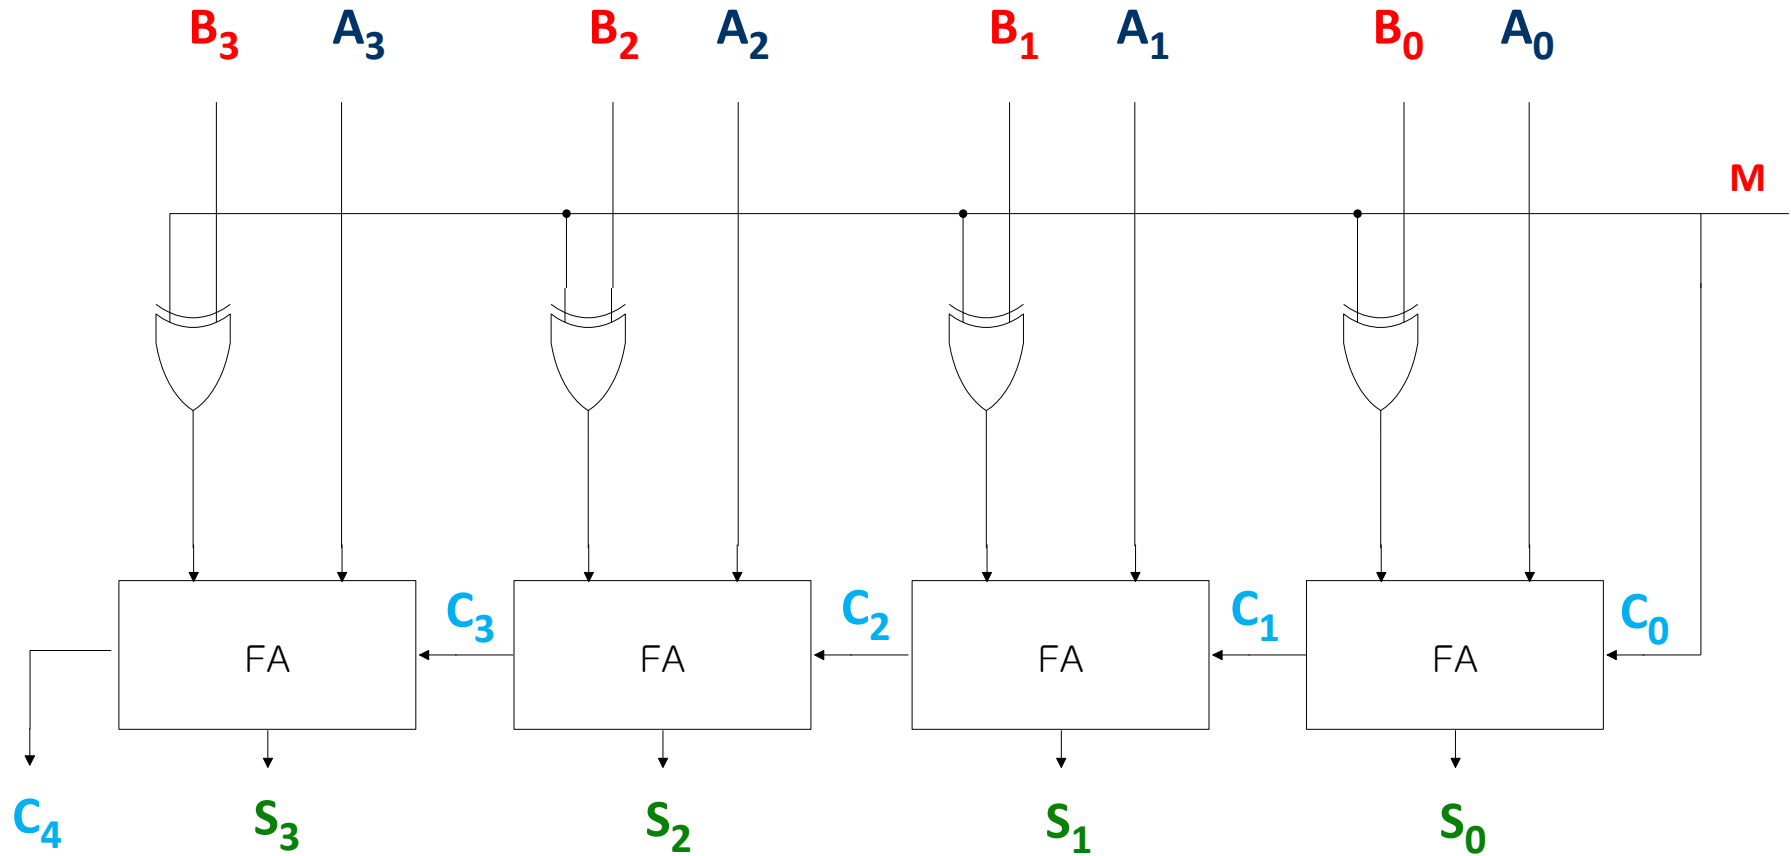 B₃ A₃ B₂ A₂ B₁ A₁ B₀ A₀
M
C₃ C₂ C₁ C₀
FA FA FA FA
C₄ S₃ S₂ S₁ S₀